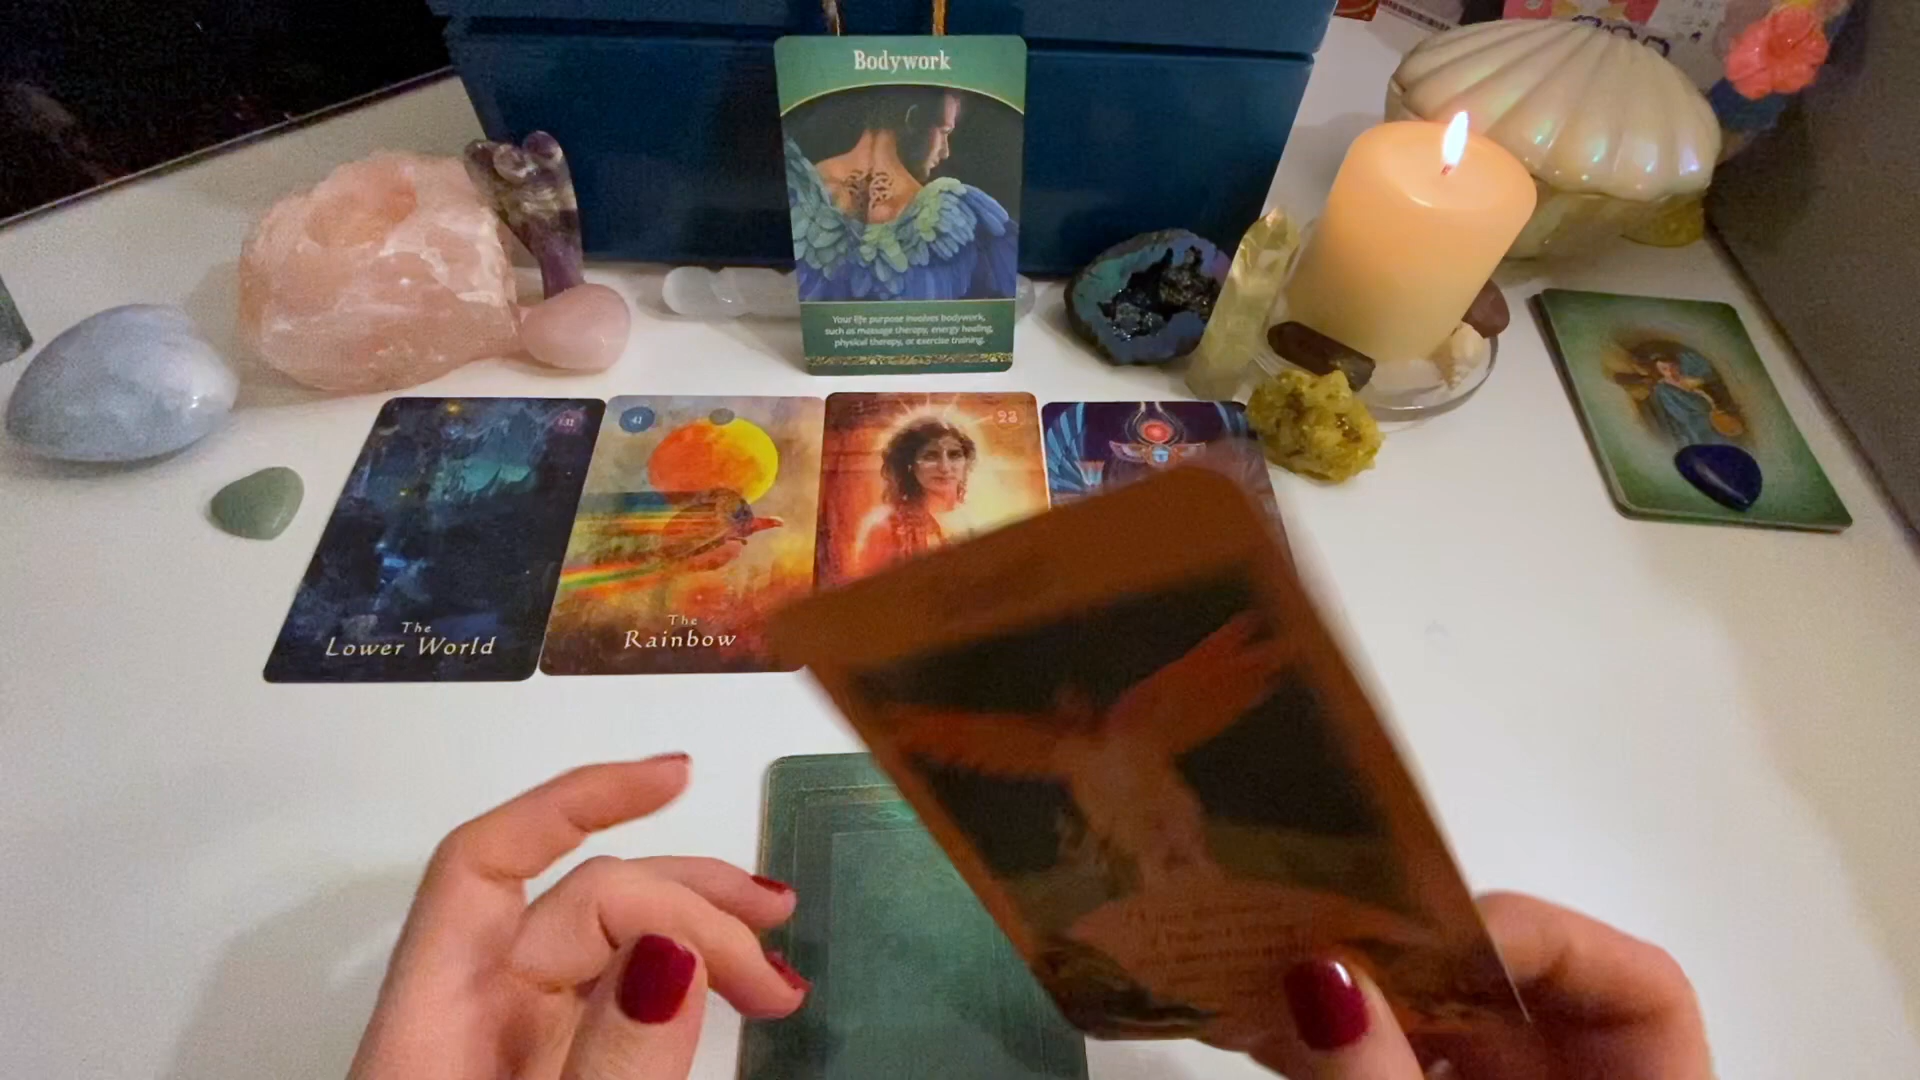 Bodywork
Your life purpose involves bodywork,
such as massage therapy, energy healing,
physical therapy, or exercise training.
41
23
The
Lower World
The
Rainbow